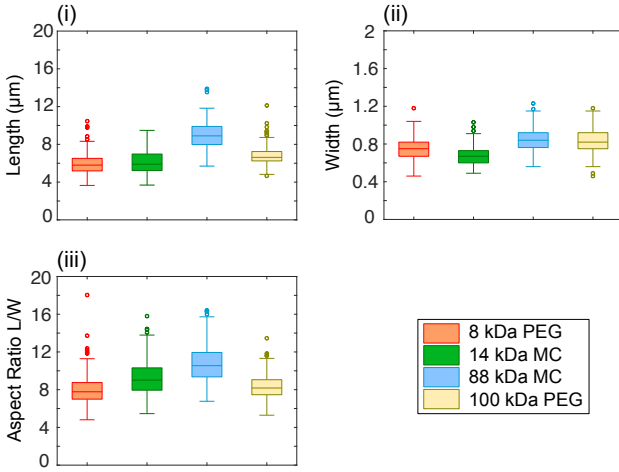 (i)
20
16
12
8
4
0
Length (µm)
(ii)
2
1.6
1.2
0.8
0.4
0
Width (µm)
(iii)
20
16
12
8
4
0
Aspect Ratio L/W
8 kDa PEG
14 kDa MC
88 kDa MC
100 kDa PEG